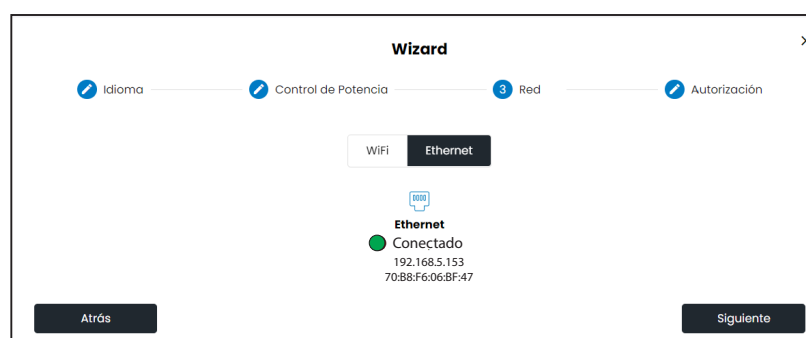 Wizard
Idioma
Control de Potencia
3 Red
Autorización
WiFi
Ethernet
Ethernet
Conectado
192.168.5.153
70:B8:F6:06:BF:47
Atrás
Siguiente